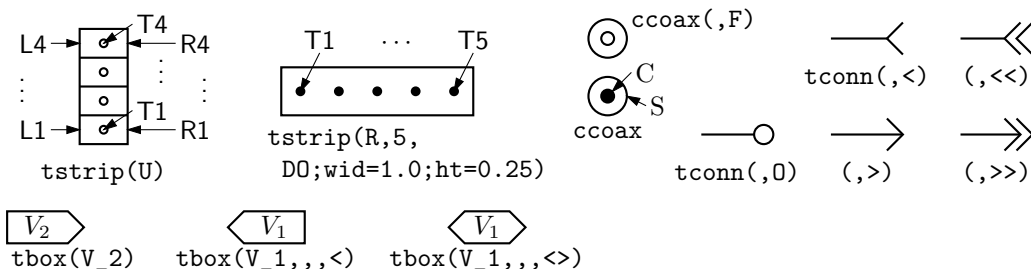 T4
L4 R4
⋮ ⋮ ⋮
T1
L1 R1
tstrip(U)
T1 ··· T5
tstrip(R,5,
DO;wid=1.0;ht=0.25)
ccoax(,F)
C
S
ccoax
tconn(,<) (,<<)
tconn(,O) (,>) (,>>)
V₂ V₁ V₁
tbox(V_2) tbox(V_1,,,<) tbox(V_1,,,<>)